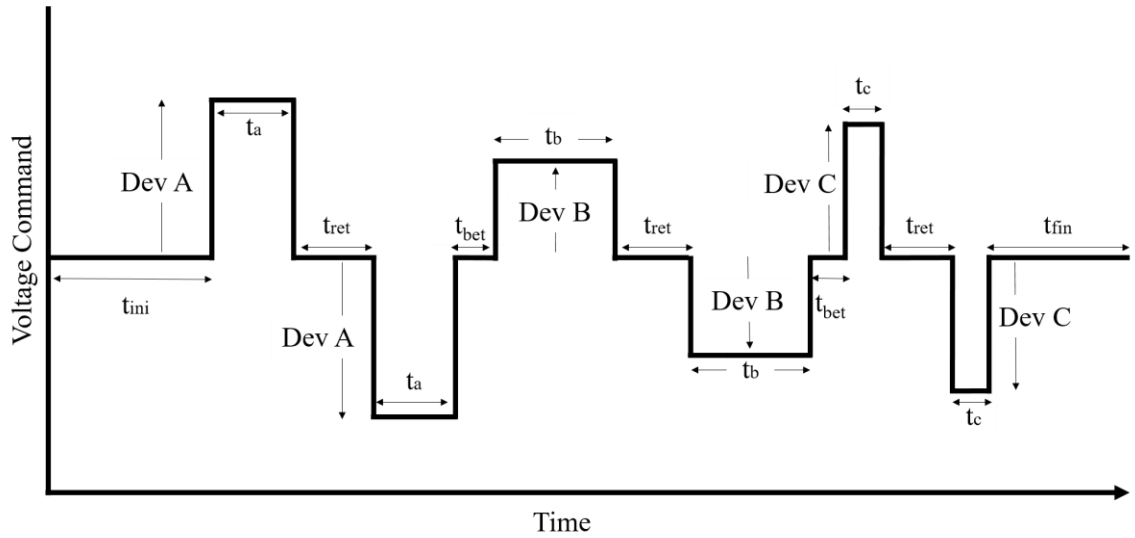 Voltage Command
tini
Dev A
ta
tret
Dev A
ta
tbet
tb
Dev B
tret
Dev B
tb
tbet
Dev C
tc
tret
Dev C
tc
tfin
Time